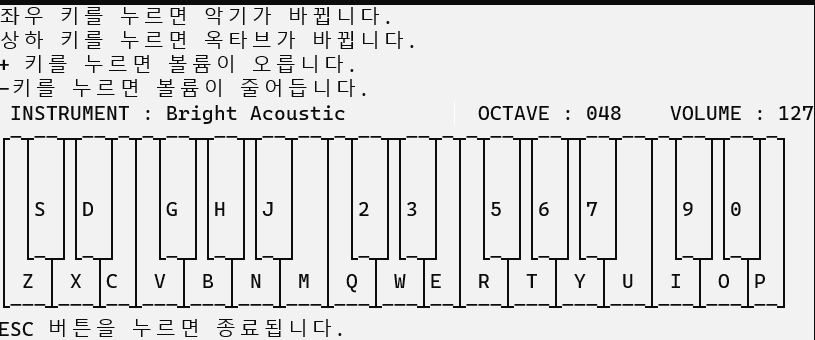 좌우 키를 누르면 악기가 바뀝니다.
상하 키를 누르면 옥타브가 바뀝니다.
+ 키를 누르면 볼륨이 오릅니다.
-키를 누르면 볼륨이 줄어듭니다.
INSTRUMENT : Bright Acoustic OCTAVE : 048 VOLUME : 127
S D G H J 2 3 5 6 7 9 0
Z X C V B N M Q W E R T Y U I O P
ESC 버튼을 누르면 종료됩니다.